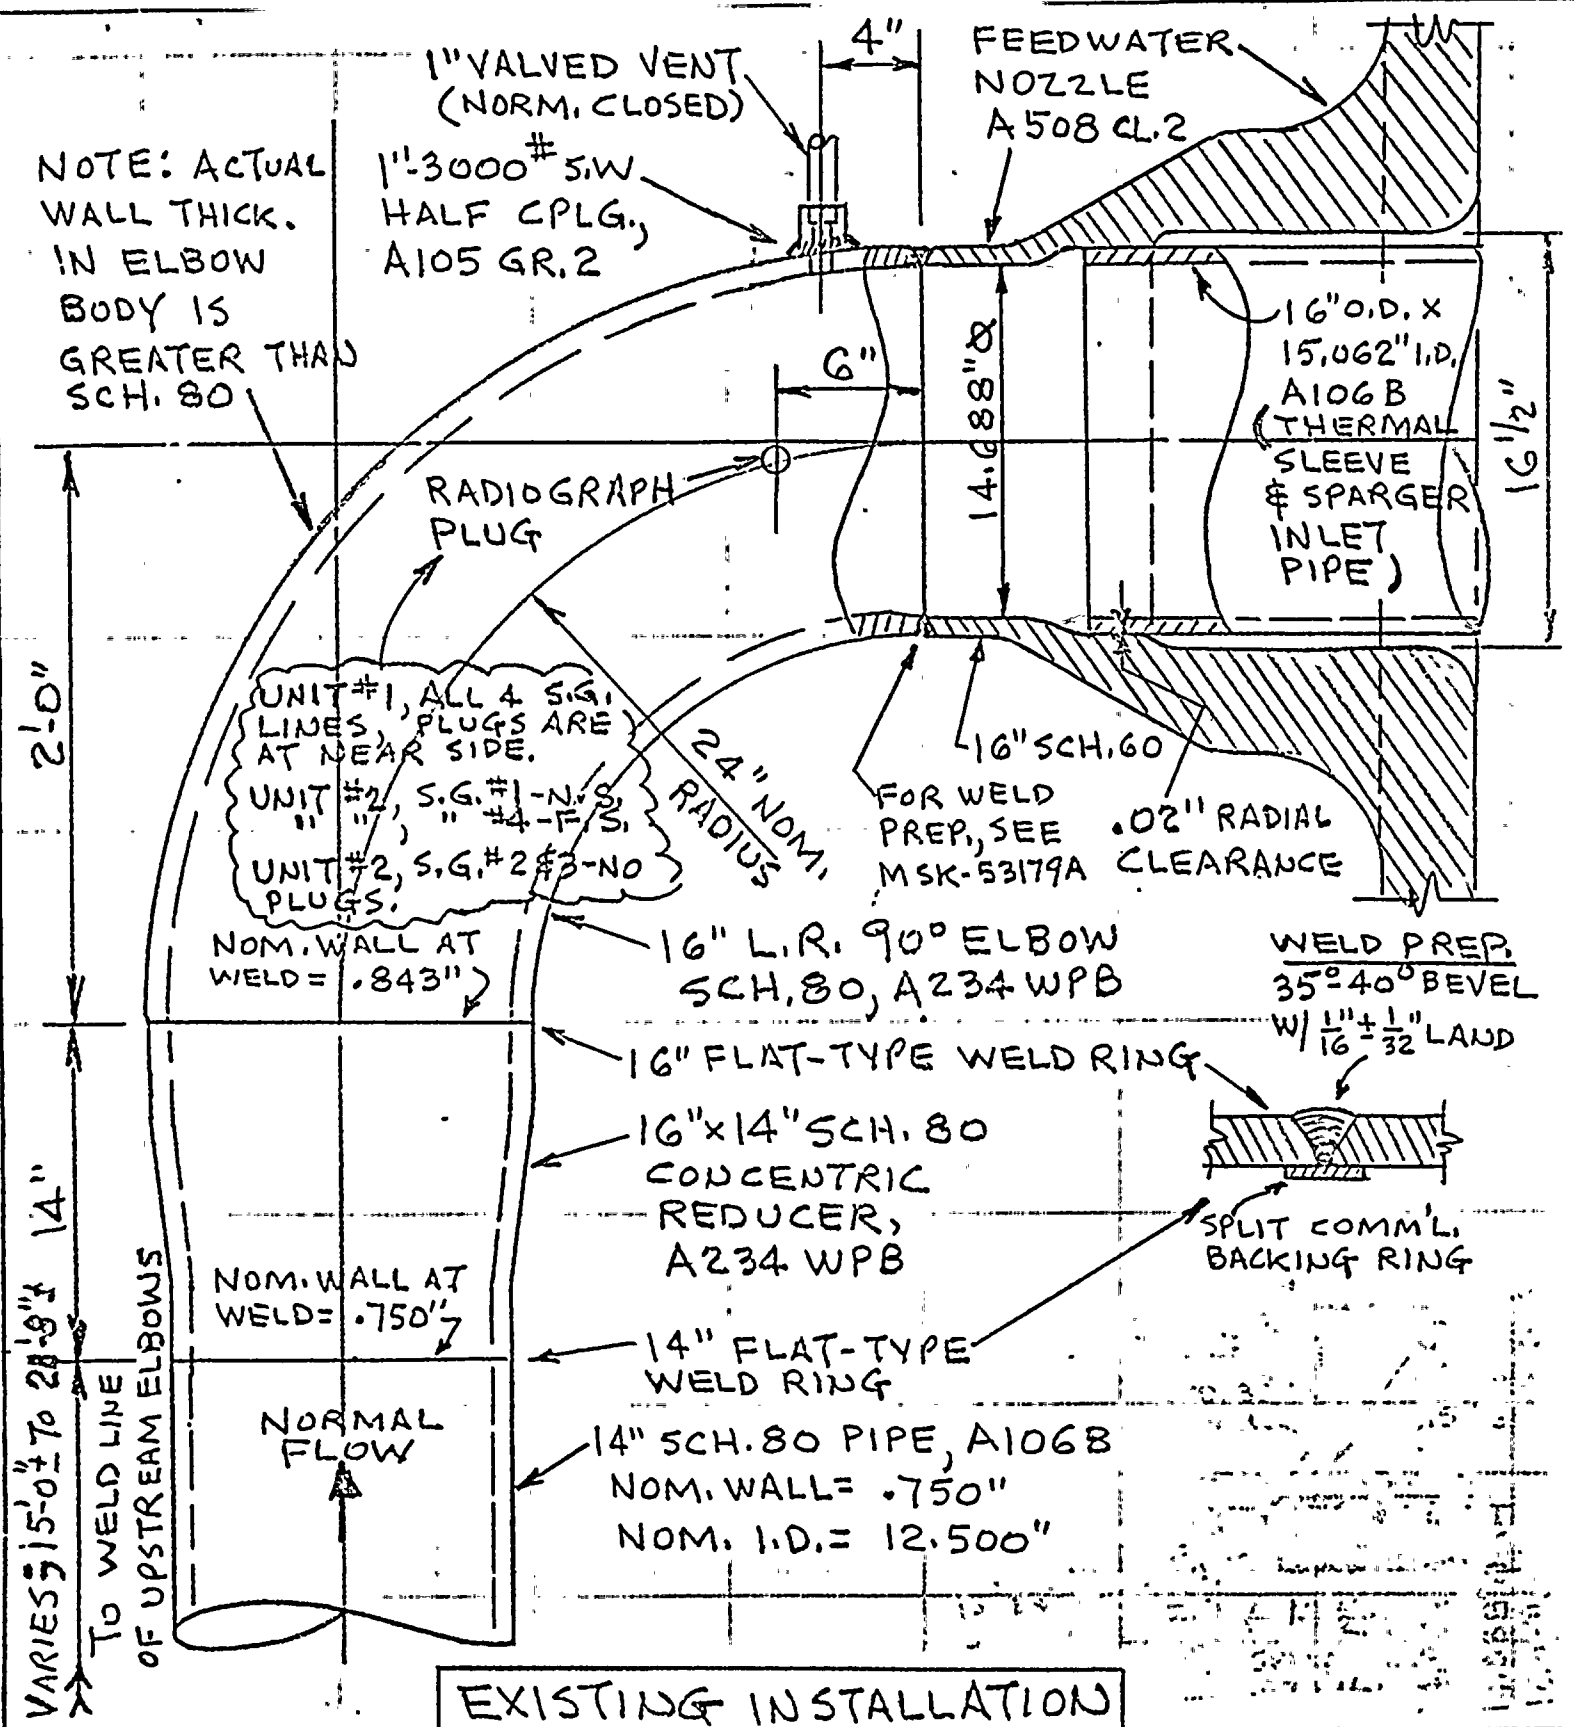 1" VALVED VENT
(NORM. CLOSED)
4"
FEEDWATER
NOZZLE
A508 CL.2
NOTE: ACTUAL
WALL THICK.
IN ELBOW
BODY IS
GREATER THAN
SCH. 80
1"-3000# S.W.
HALF CPLG.,
A105 GR.2
6"
14.688"Ø
16" O.D. X
15.062" I.D.
A106B
(THERMAL
SLEEVE
& SPARGER
INLET
PIPE)
16 1/2"
RADIOGRAPH
PLUG
2'-0"
UNIT #1, ALL 4 S.G.
LINES, PLUGS ARE
AT NEAR SIDE.
UNIT #2, S.G. #1-N.S.
" ", " #4-F.S.
UNIT #2, S.G. #2 & 3-NO
PLUGS.
24" NOM.
RADIUS
16" SCH. 60
FOR WELD
PREP., SEE
MSK-53179A
.02" RADIAL
CLEARANCE
NOM. WALL AT
WELD = .843"
16" L.R. 90° ELBOW
SCH. 80, A234 WPB
WELD PREP.
35°-40° BEVEL
W/ 1/16" ± 1/32" LAND
16" FLAT-TYPE WELD RING
14"
16"x14" SCH. 80
CONCENTRIC
REDUCER,
A234 WPB
SPLIT COMM'L.
BACKING RING
NOM. WALL AT
WELD = .750"
14" FLAT-TYPE
WELD RING
VARIES; 15'-0"± TO 28'-8"±
TO WELD LINE
OF UPSTREAM ELBOWS
NORMAL
FLOW
14" SCH. 80 PIPE, A106B
NOM. WALL = .750"
NOM. I.D. = 12.500"
EXISTING INSTALLATION